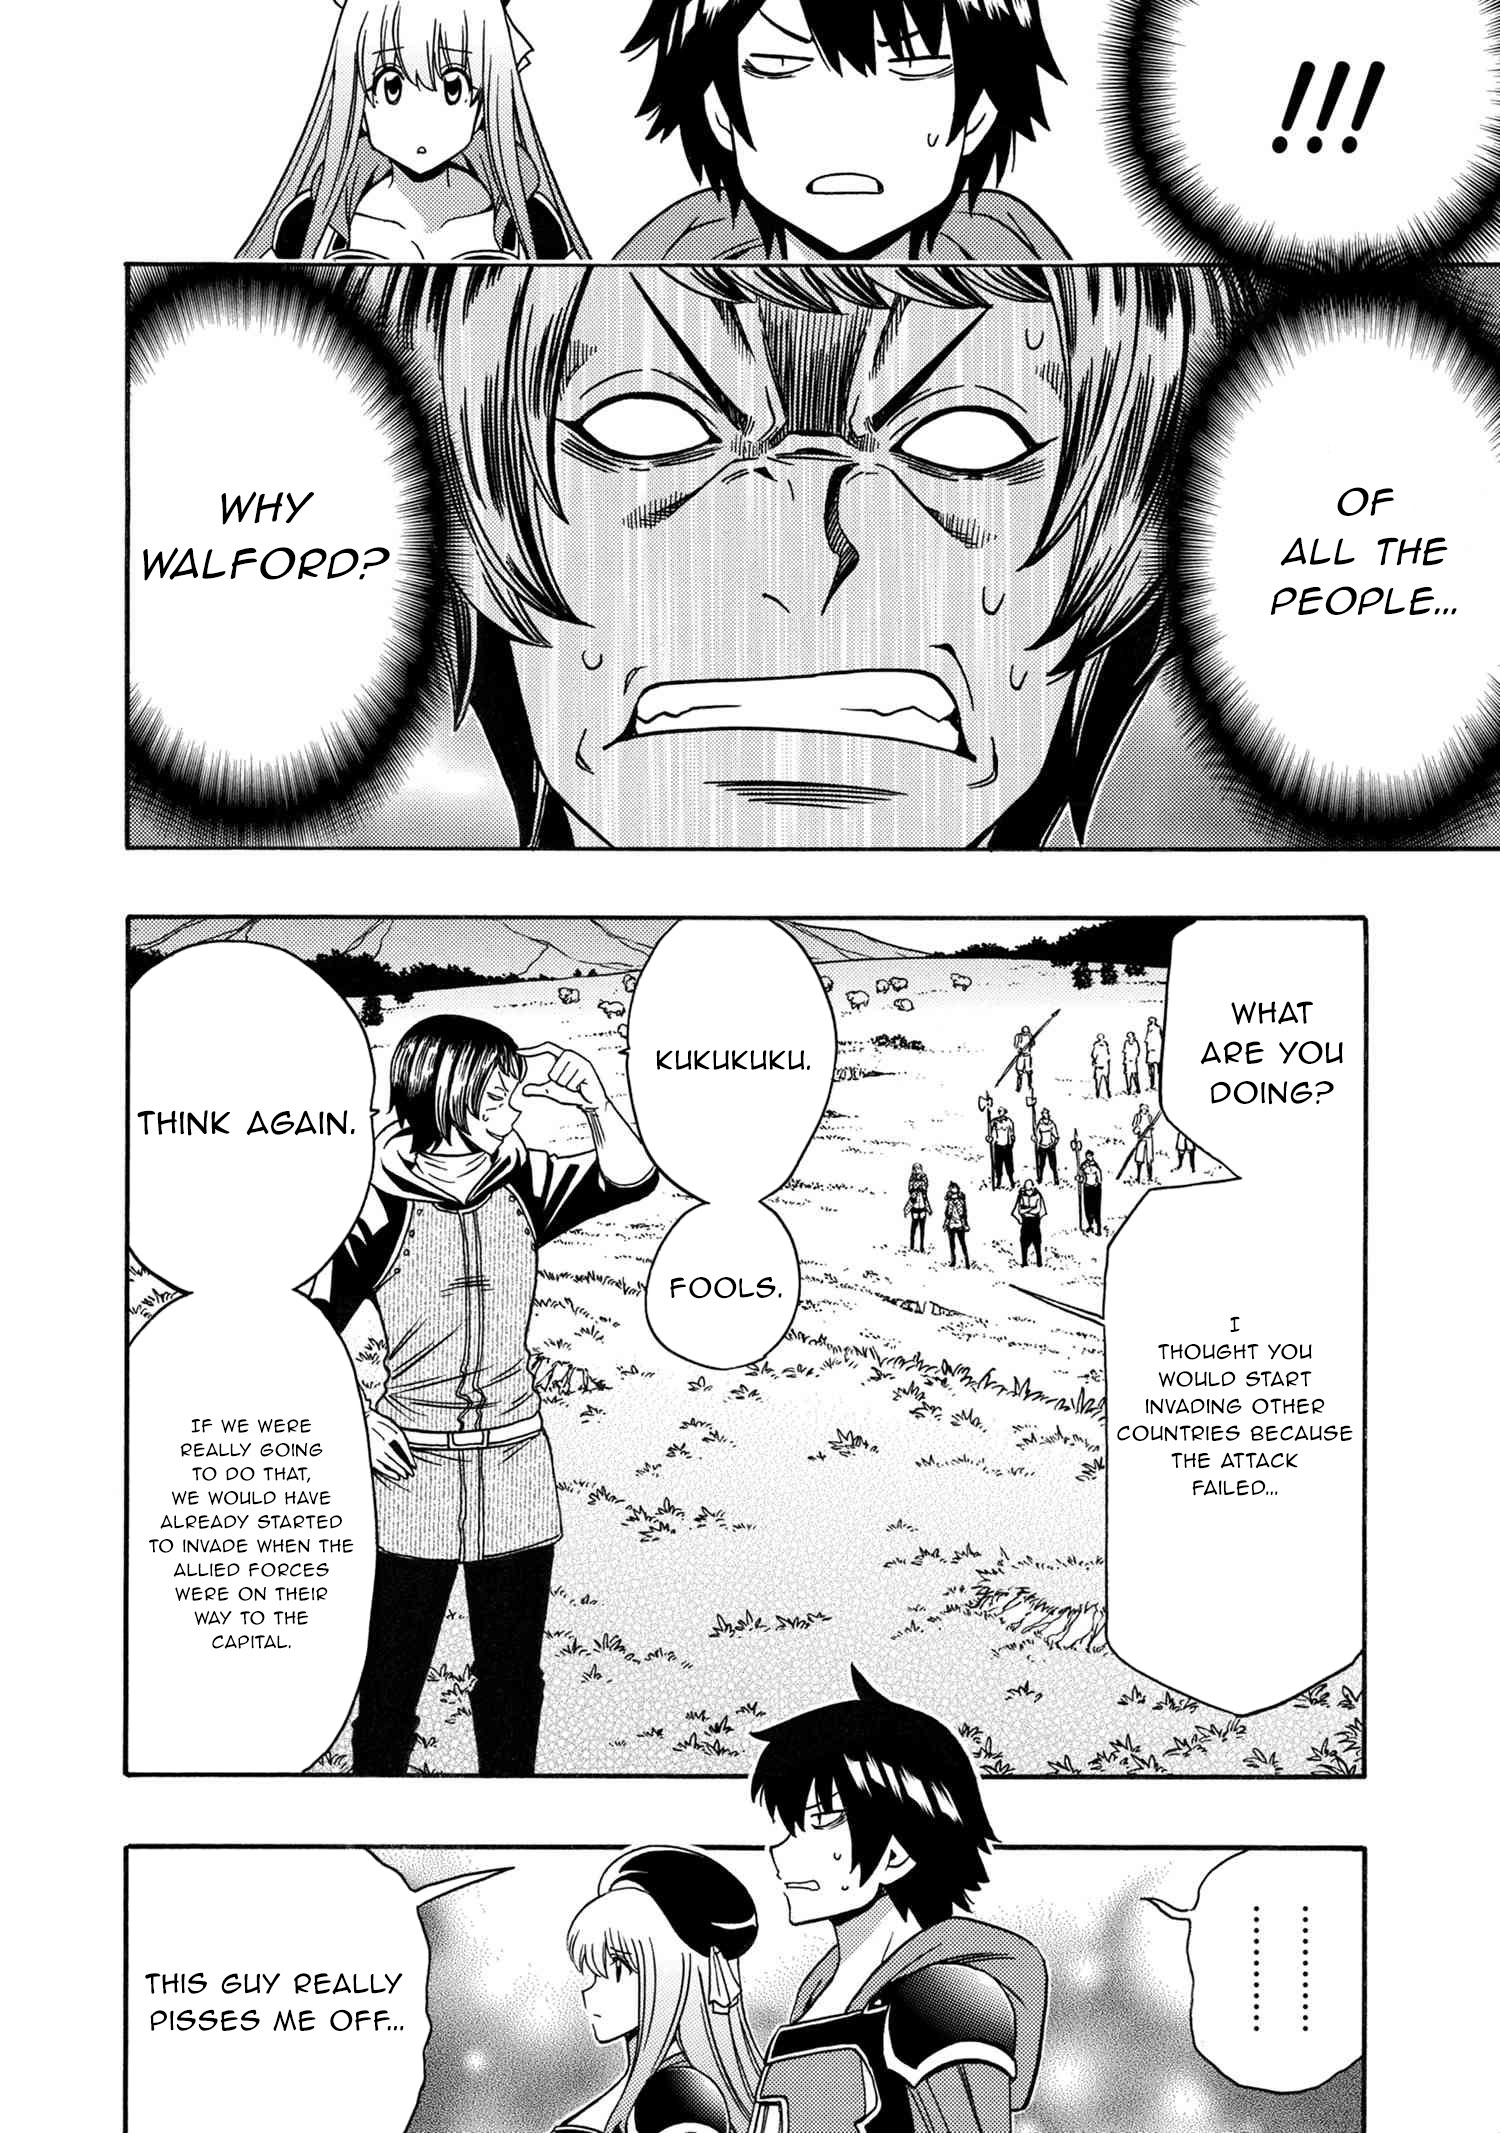 !!!
OF
ALL THE
PEOPLE...
WHY
WALFORD?
WHAT
ARE YOU
DOING?
I
THOUGHT YOU
WOULD START
INVADING OTHER
COUNTRIES BECAUSE
THE ATTACK
FAILED...
KUKUKUKU.
FOOLS.
THINK AGAIN.
IF WE WERE
REALLY GOING
TO DO THAT,
WE WOULD HAVE
ALREADY STARTED
TO INVADE WHEN THE
ALLIED FORCES
WERE ON THEIR
WAY TO THE
CAPITAL.
..........
..........
THIS GUY REALLY
PISSES ME OFF...